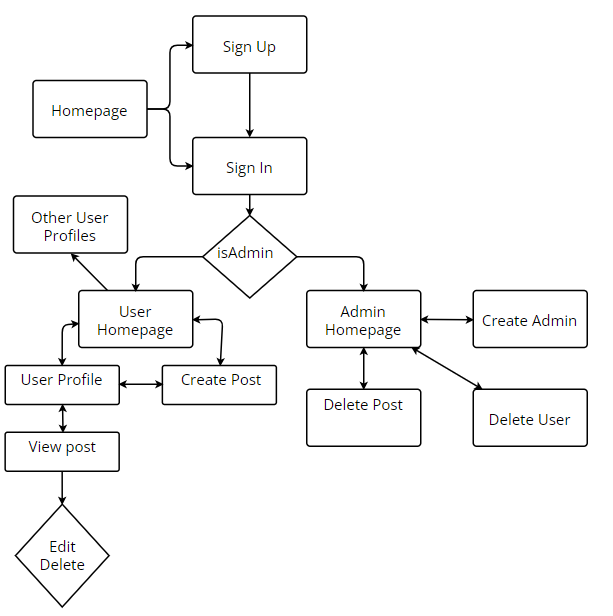 Sign Up
Homepage
Sign In
Other User
Profiles
isAdmin
User
Homepage
Admin
Homepage
Create Admin
User Profile
Create Post
Delete Post
Delete User
View post
Edit
Delete